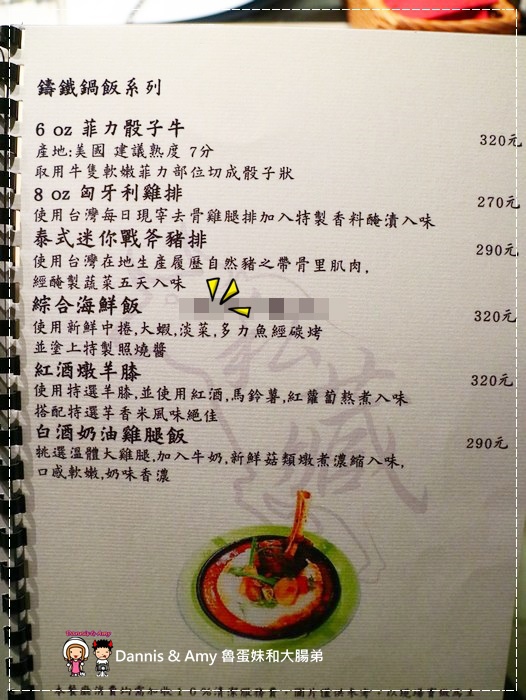 鑄鐵鍋飯系列
6 oz 菲力骰子牛 320元
產地:美國 建議熟度 7分
取用牛隻軟嫩菲力部位切成骰子狀
8 oz 匈牙利雞排 270元
使用台灣每日現宰去骨雞腿排加入特製香料醃漬入味
泰式迷你戰斧豬排 290元
使用台灣在地生產履歷自然豬之帶骨里肌肉,
經醃製蔬菜五天入味
綜合海鮮飯 320元
使用新鮮中捲,大蝦,淡菜,多力魚經碳烤
並塗上特製照燒醬
紅酒燉羊膝 320元
使用特選羊膝,並使用紅酒,馬鈴薯,紅蘿蔔熬煮入味
搭配特選芋香米風味絕佳
白酒奶油雞腿飯 290元
挑選溫體大雞腿,加入牛奶,新鮮菇類燉煮濃縮入味,
口感軟嫩,奶味香濃
Dannis & Amy
Dannis & Amy 魯蛋妹和大腸弟